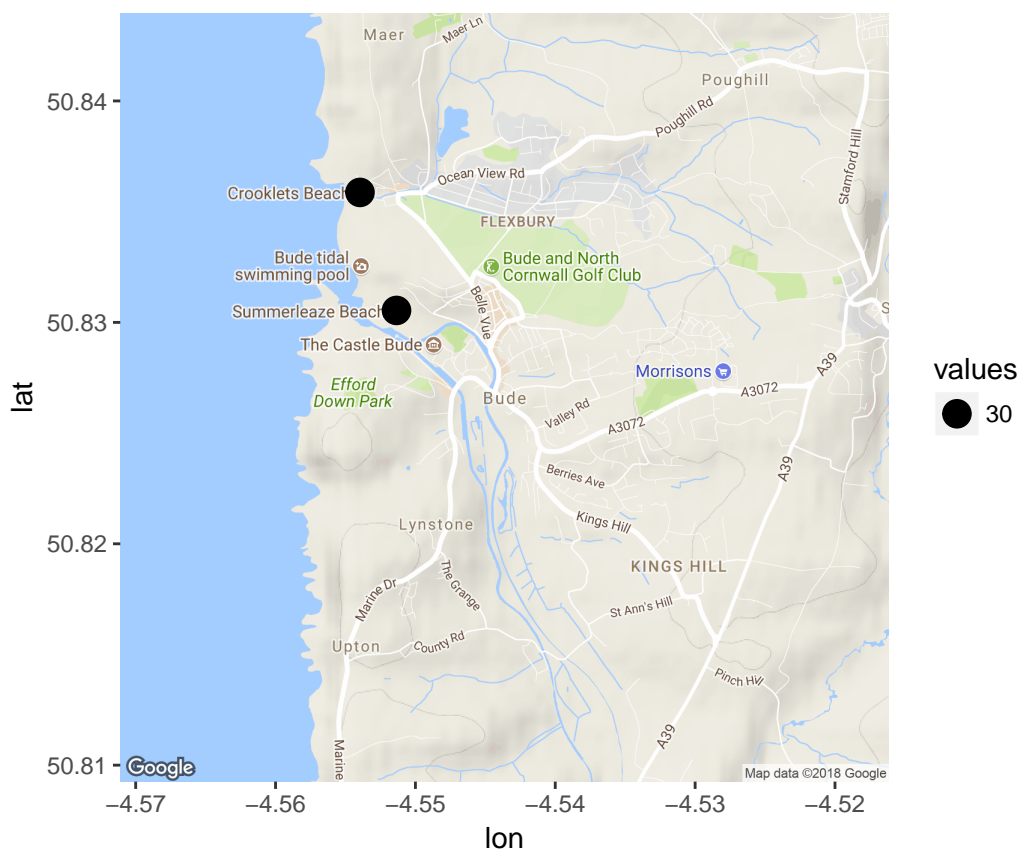 Maer
Maer Ln
Poughill
50.84
Poughill Rd
Stamford Hill
Ocean View Rd
Crooklets Beach
FLEXBURY
Bude tidal
swimming pool
Bude and North
Cornwall Golf Club
Belle Vue
Summerleaze Beach
S
50.83
The Castle Bude
A39
Morrisons
values
30
lat
Efford
Down Park
Bude
Valley Rd
A3072
A3072
A39
Berries Ave
Kings Hill
Lynstone
50.82
KINGS HILL
The Grange
Marine Dr
St Ann's Hill
Upton
County Rd
Pinch Hill
A39
Marine
50.81
Google
Map data ©2018 Google
−4.57
−4.56
−4.55
−4.54
−4.53
−4.52
lon